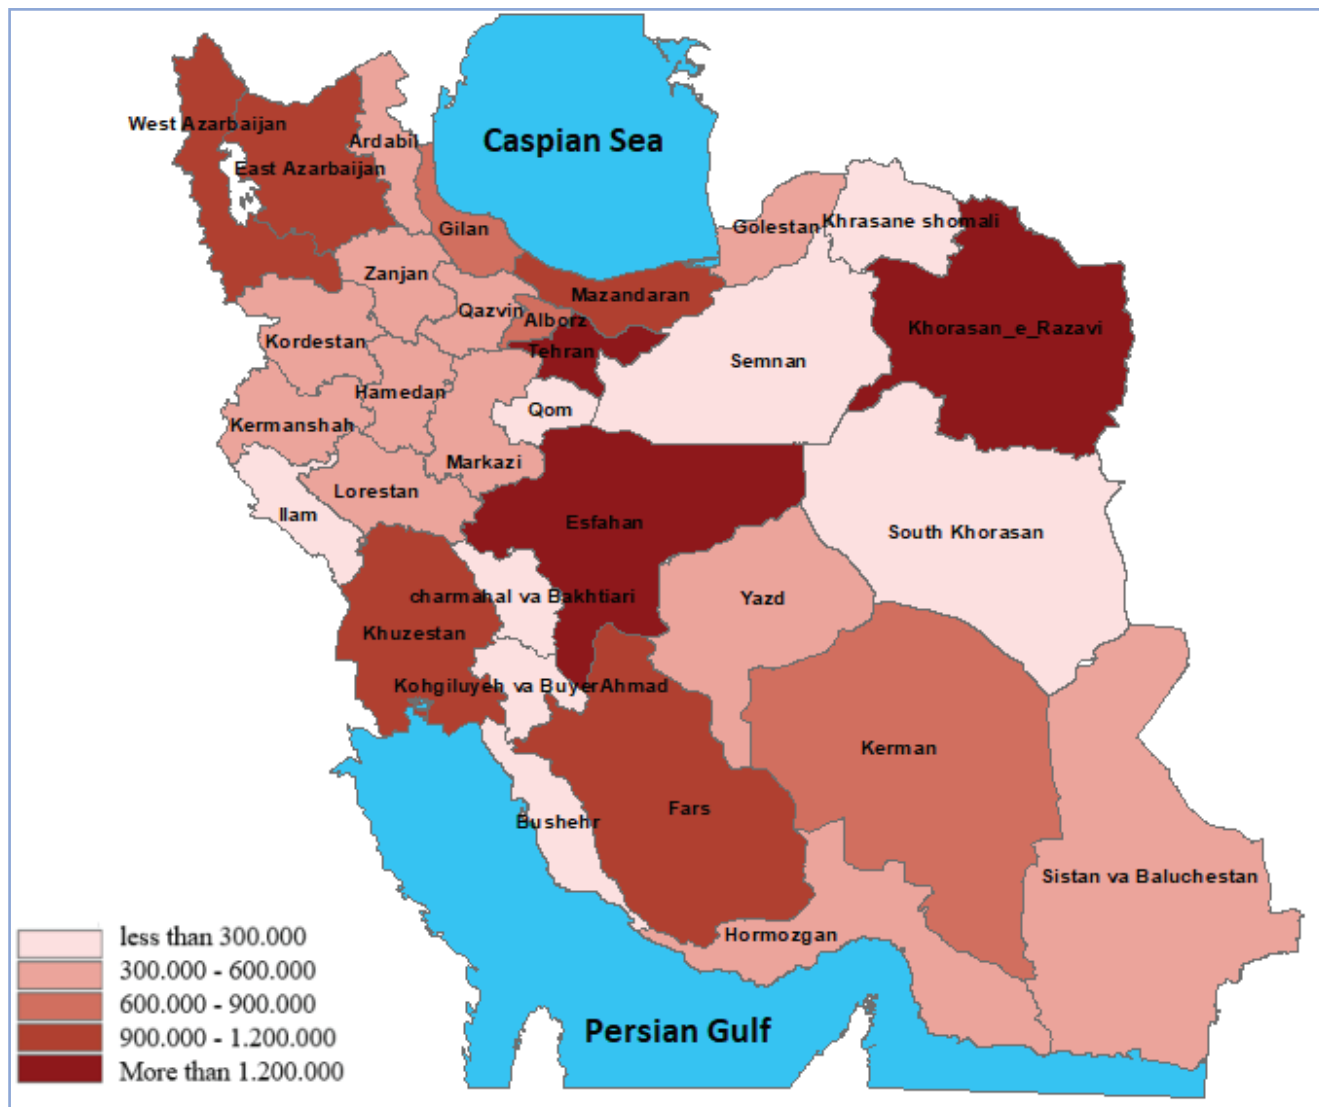 West Azarbaijan
Ardabil
Caspian Sea
East Azarbaijan
Gilan
Golestan
Khrasane shomali
Zanjan
Mazandaran
Qazvin
Alborz
Khorasan_e_Razavi
Kordestan
Tehran
Semnan
Hamedan
Qom
Kermanshah
Markazi
Lorestan
Ilam
Esfahan
South Khorasan
charmahal va Bakhtiari
Yazd
Khuzestan
Kohgiluyeh va BuyerAhmad
Kerman
Fars
Bushehr
Sistan va Baluchestan
Hormozgan
Persian Gulf
less than 300.000
300.000 - 600.000
600.000 - 900.000
900.000 - 1.200.000
More than 1.200.000